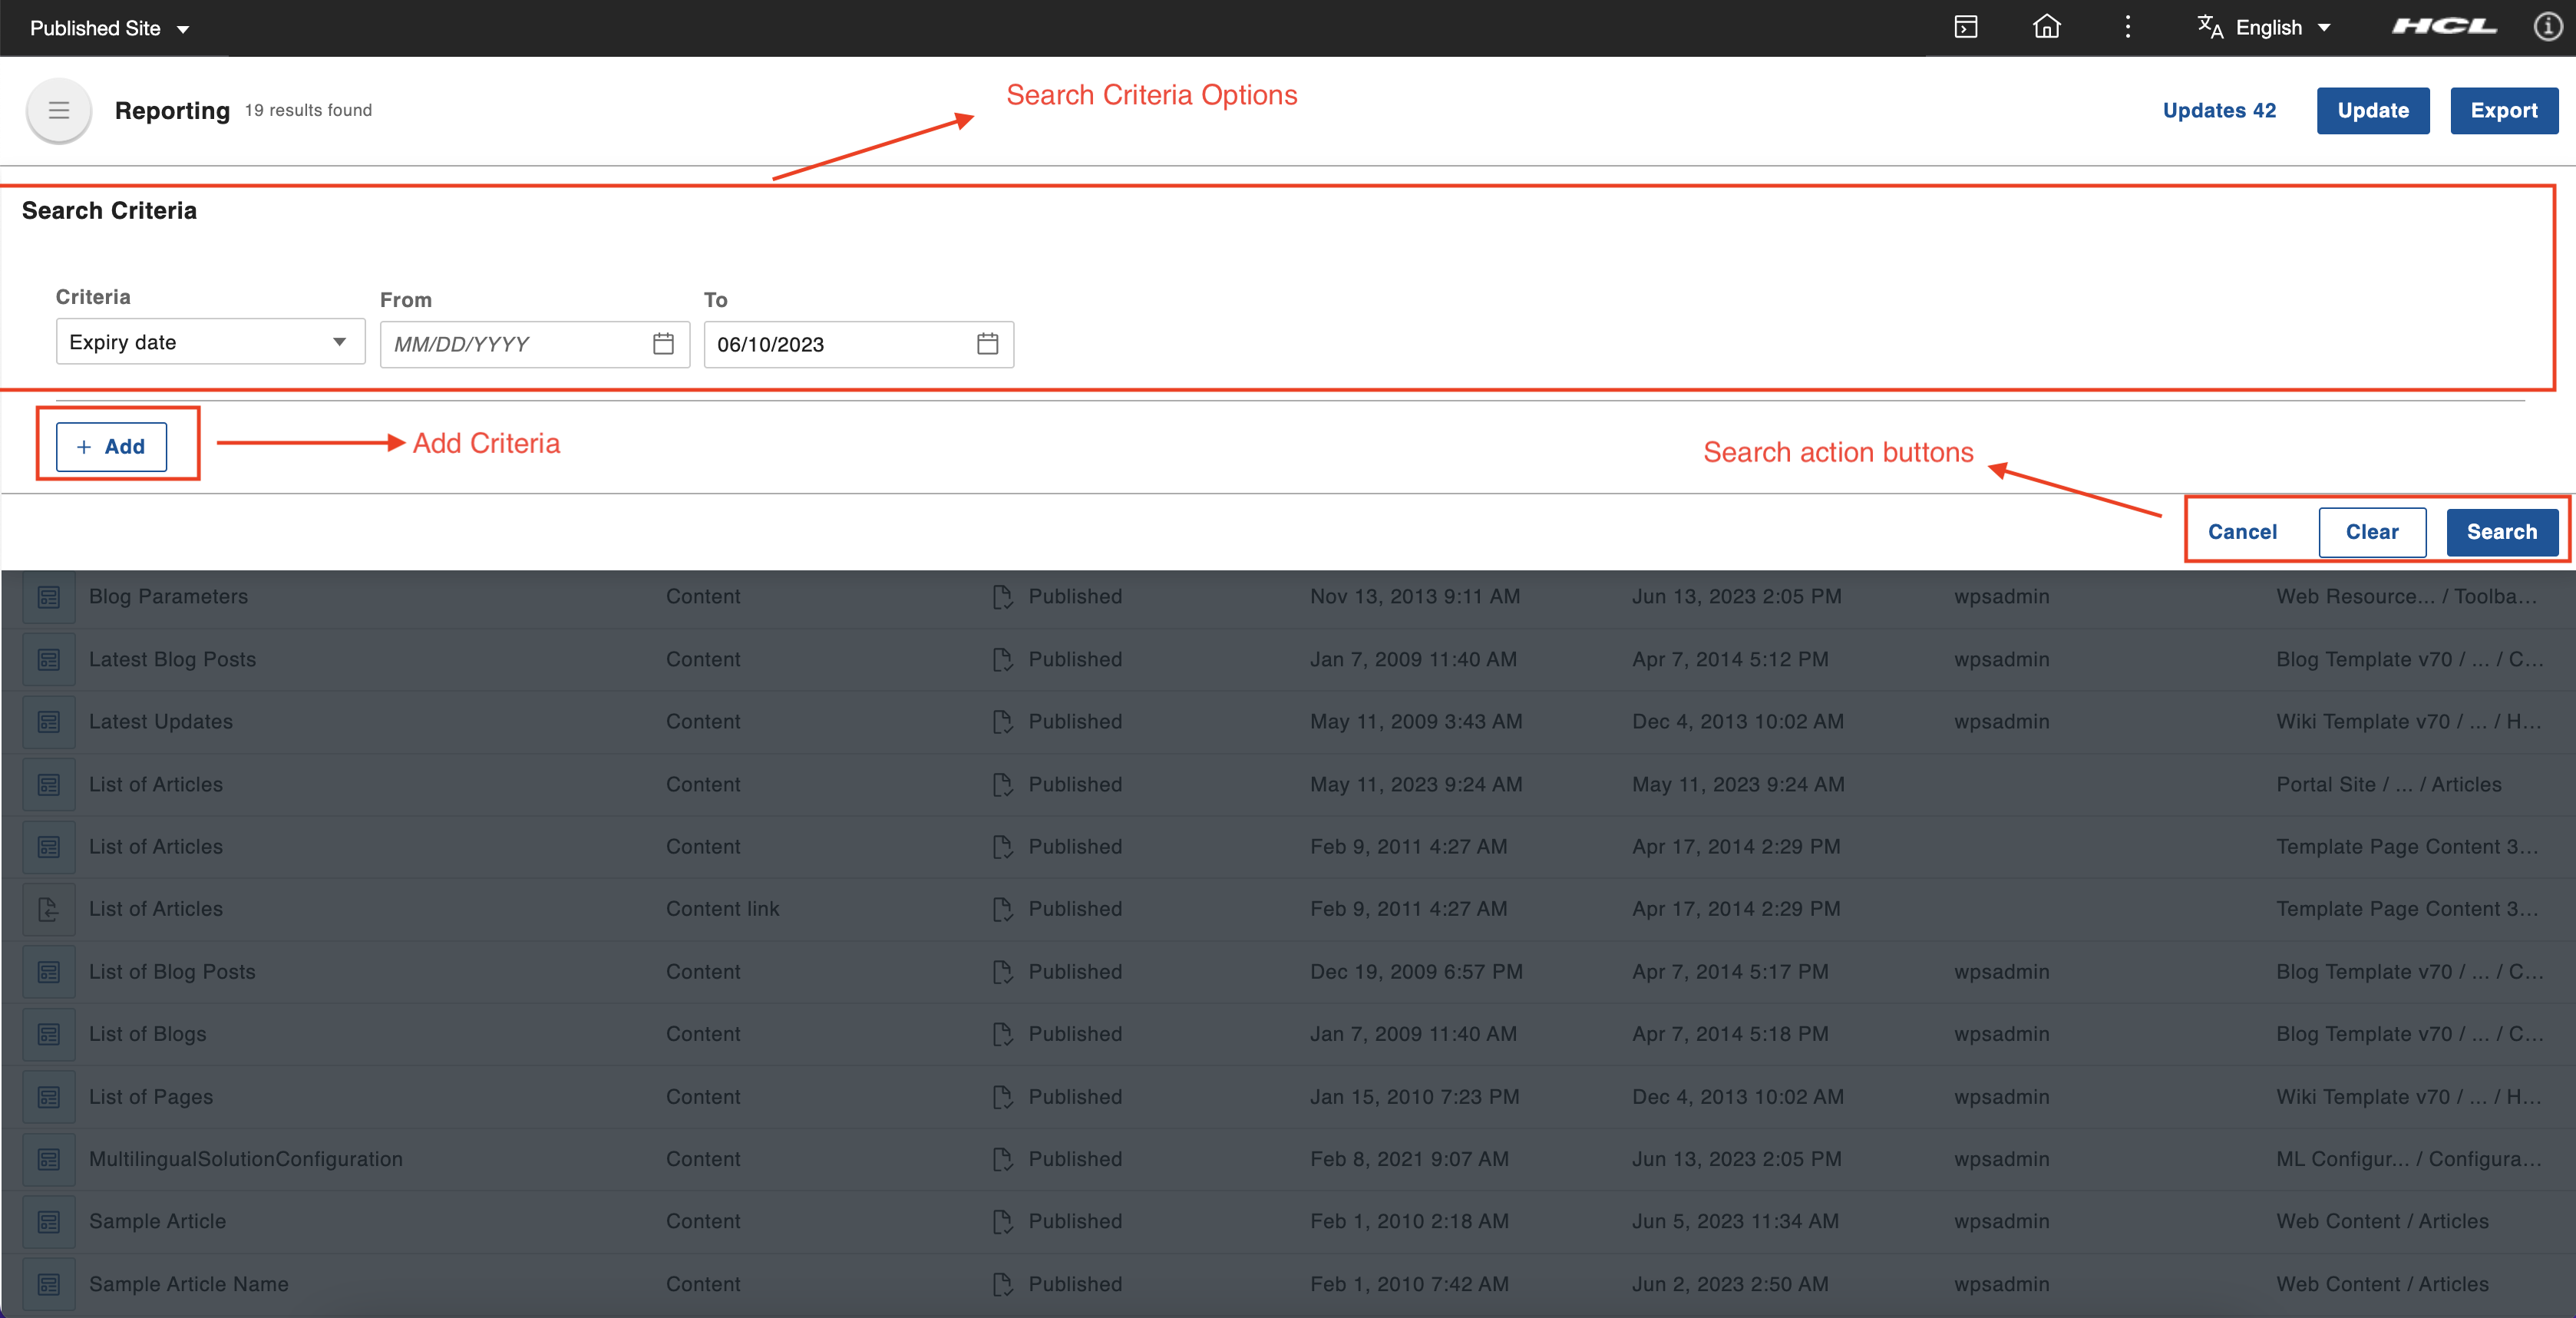 Published Site
English
HCL
Reporting 19 results found
Search Criteria Options
Updates 42
Update
Export
Search Criteria
Criteria
From
To
Expiry date
MM/DD/YYYY
06/10/2023
+ Add
Add Criteria
Search action buttons
Cancel
Clear
Search
Blog Parameters Content Published Nov 13, 2013 9:11 AM Jun 13, 2023 2:05 PM wpsadmin Web Resource... / Toolba...
Latest Blog Posts Content Published Jan 7, 2009 11:40 AM Apr 7, 2014 5:12 PM wpsadmin Blog Template v70 / ... / C...
Latest Updates Content Published May 11, 2009 3:43 AM Dec 4, 2013 10:02 AM wpsadmin Wiki Template v70 / ... / H...
List of Articles Content Published May 11, 2023 9:24 AM May 11, 2023 9:24 AM Portal Site / ... / Articles
List of Articles Content Published Feb 9, 2011 4:27 AM Apr 17, 2014 2:29 PM Template Page Content 3...
List of Articles Content link Published Feb 9, 2011 4:27 AM Apr 17, 2014 2:29 PM Template Page Content 3...
List of Blog Posts Content Published Dec 19, 2009 6:57 PM Apr 7, 2014 5:17 PM wpsadmin Blog Template v70 / ... / C...
List of Blogs Content Published Jan 7, 2009 11:40 AM Apr 7, 2014 5:18 PM wpsadmin Blog Template v70 / ... / C...
List of Pages Content Published Jan 15, 2010 7:23 PM Dec 4, 2013 10:02 AM wpsadmin Wiki Template v70 / ... / H...
MultilingualSolutionConfiguration Content Published Feb 8, 2021 9:07 AM Jun 13, 2023 2:05 PM wpsadmin ML Configur... / Configura...
Sample Article Content Published Feb 1, 2010 2:18 AM Jun 5, 2023 11:34 AM wpsadmin Web Content / Articles
Sample Article Name Content Published Feb 1, 2010 7:42 AM Jun 2, 2023 2:50 AM wpsadmin Web Content / Articles